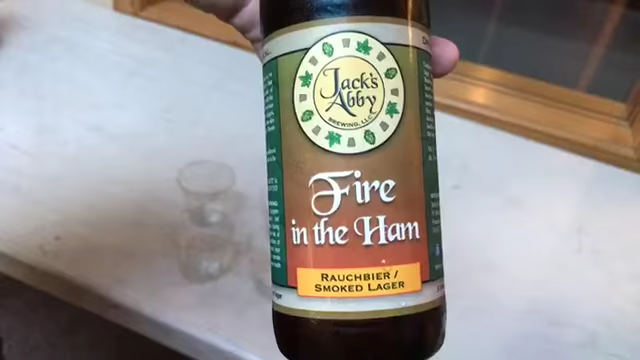 Jack's
Abby
BREWING, LLC
Fire
in the Ham
RAUCHBIER /
SMOKED LAGER